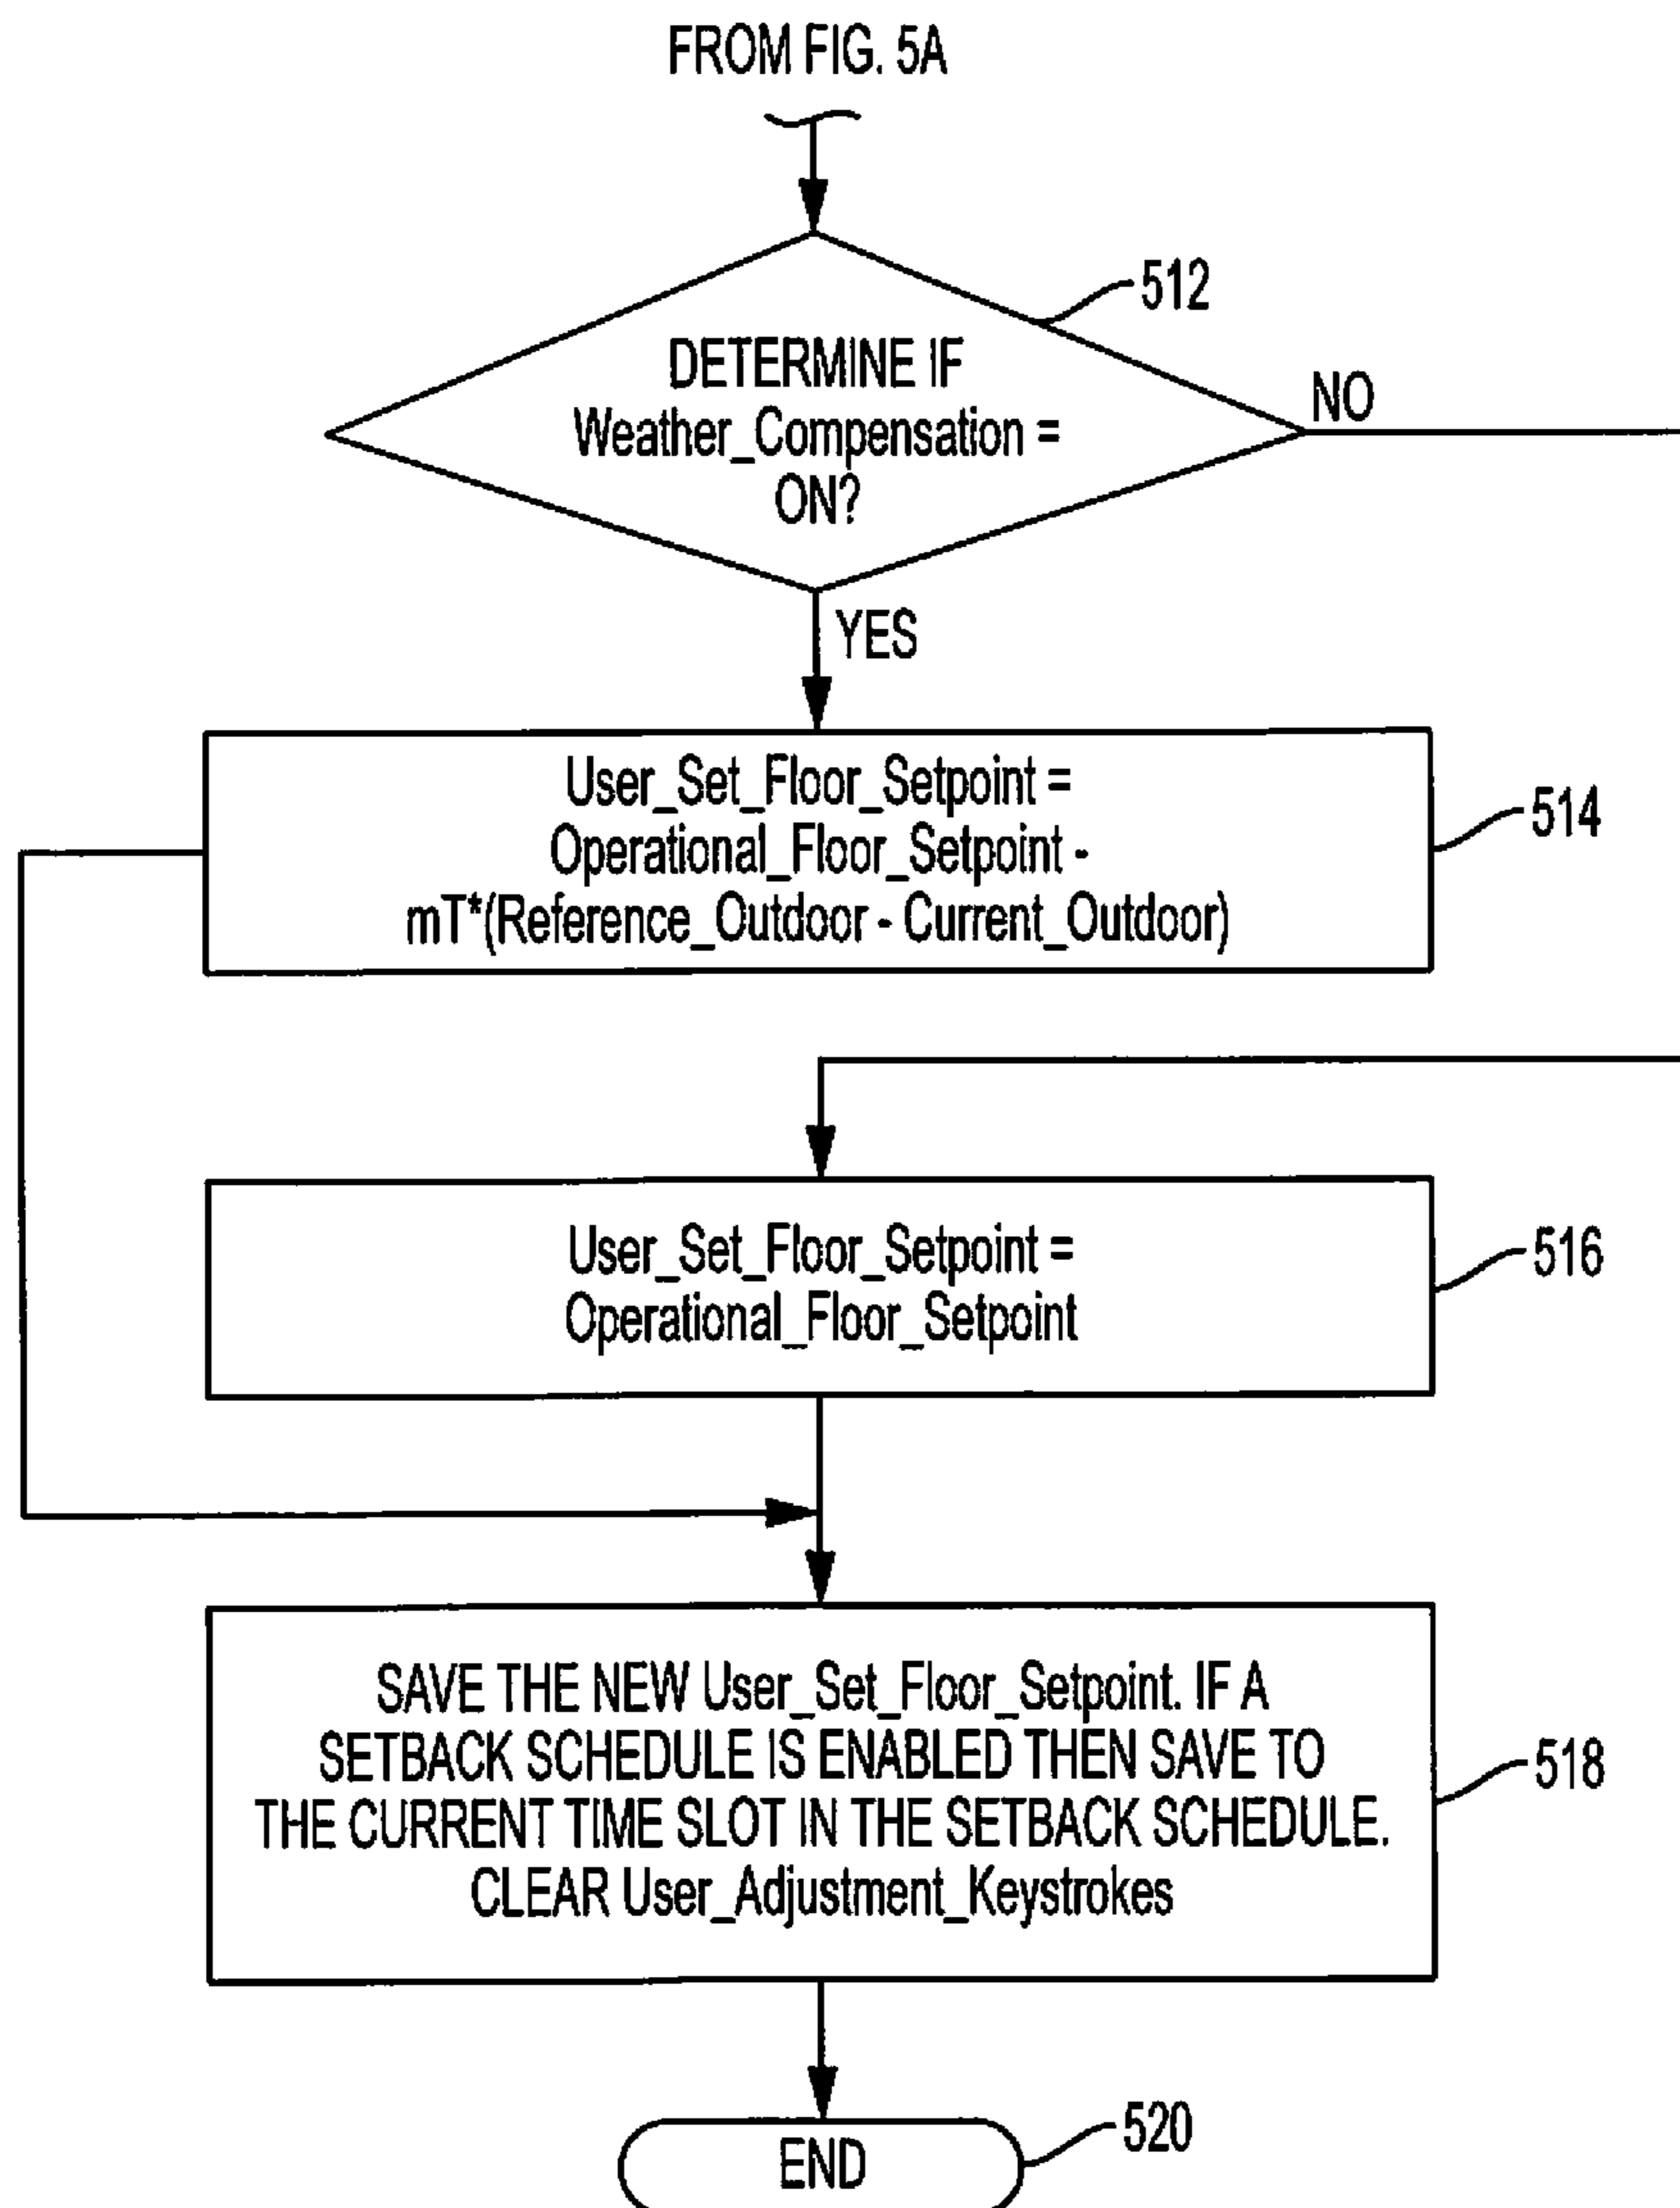 FROM FIG. 5A
512
DETERMINE IF
Weather_Compensation =
ON?
NO
YES
User_Set_Floor_Setpoint =
Operational_Floor_Setpoint -
mT*(Reference_Outdoor - Current_Outdoor)
514
User_Set_Floor_Setpoint =
Operational_Floor_Setpoint
516
SAVE THE NEW User_Set_Floor_Setpoint. IF A
SETBACK SCHEDULE IS ENABLED THEN SAVE TO
THE CURRENT TIME SLOT IN THE SETBACK SCHEDULE.
CLEAR User_Adjustment_Keystrokes
518
END
520